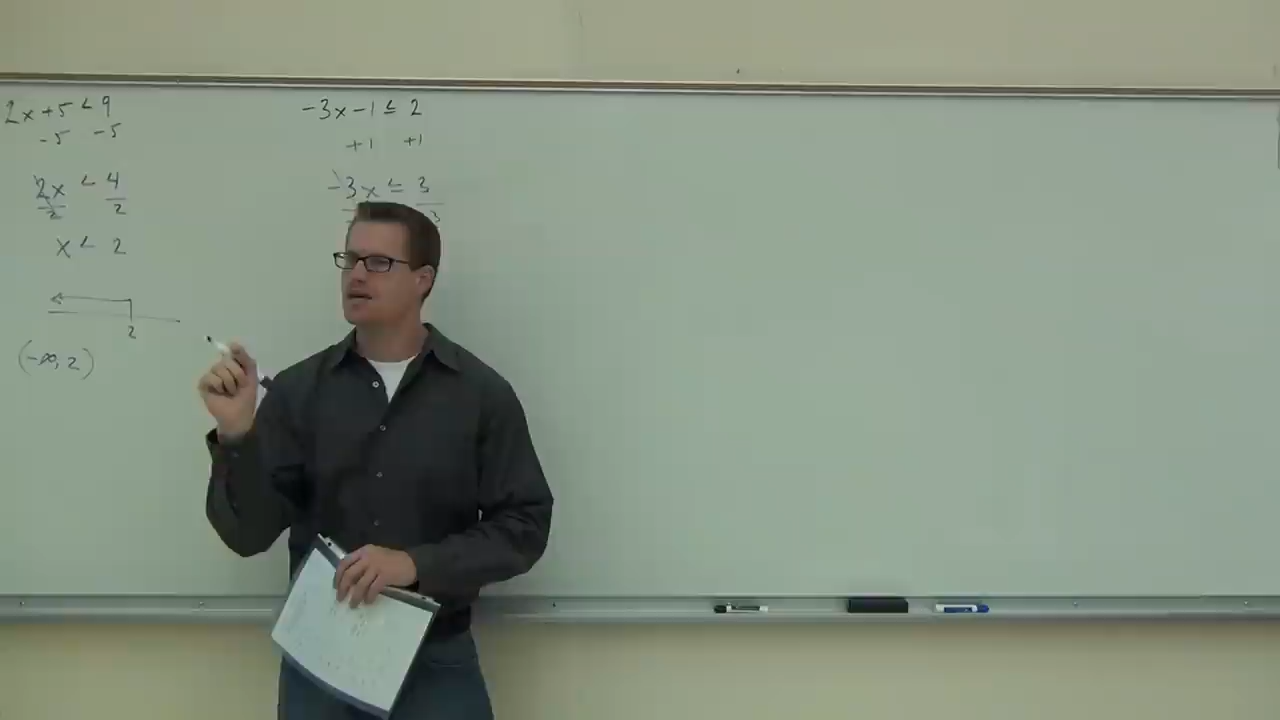 2x + 5 < 9
-5 -5
2x < 4
2 2
x < 2
2
(-∞, 2)
-3x - 1 ≤ 2
+1 +1
-3x ≤ 3
3